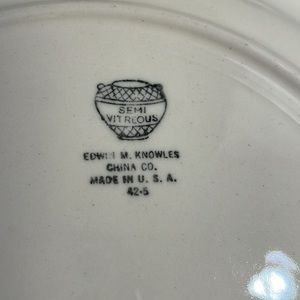 SEMI
VITREOUS
EDWIN M. KNOWLES
CHINA CO.
MADE IN U. S. A.
42-5